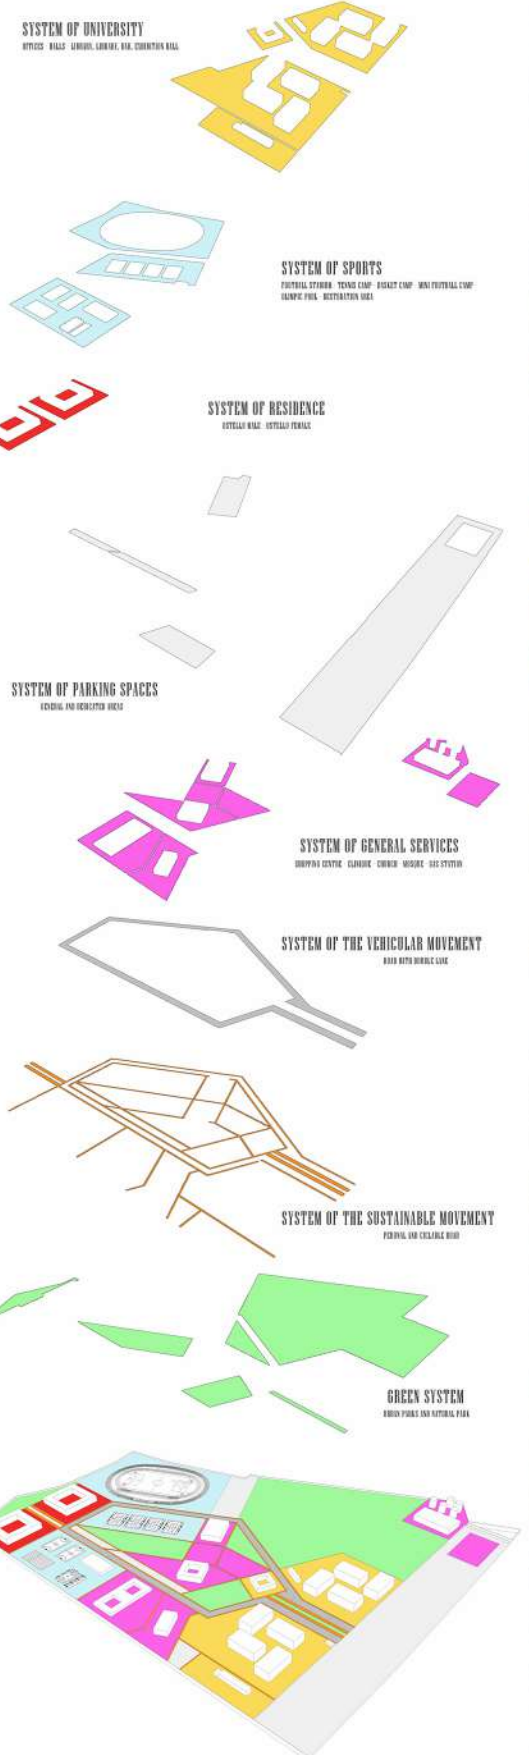 SYSTEM OF UNIVERSITY
OFFICES · HALLS · LIBRARY, BAR, EXHIBITION HALL
SYSTEM OF SPORTS
FOOTBALL STADIUM · TENNIS CAMP · BASKET CAMP · MINI FOOTBALL CAMP
OLIMPIC POOL · RESTORATION AREA
SYSTEM OF RESIDENCE
OSTELLO MALE · OSTELLO FEMALE
SYSTEM OF PARKING SPACES
GENERAL AND DEDICATED AREAS
SYSTEM OF GENERAL SERVICES
SHOPPING CENTRE · CLINIQUE · CHURCH · MOSQUE · GAS STATION
SYSTEM OF THE VEHICULAR MOVEMENT
ROAD WITH DOUBLE LANE
SYSTEM OF THE SUSTAINABLE MOVEMENT
PEDONAL AND CICLABLE ROAD
GREEN SYSTEM
URBAN PARKS AND NATURAL PARK